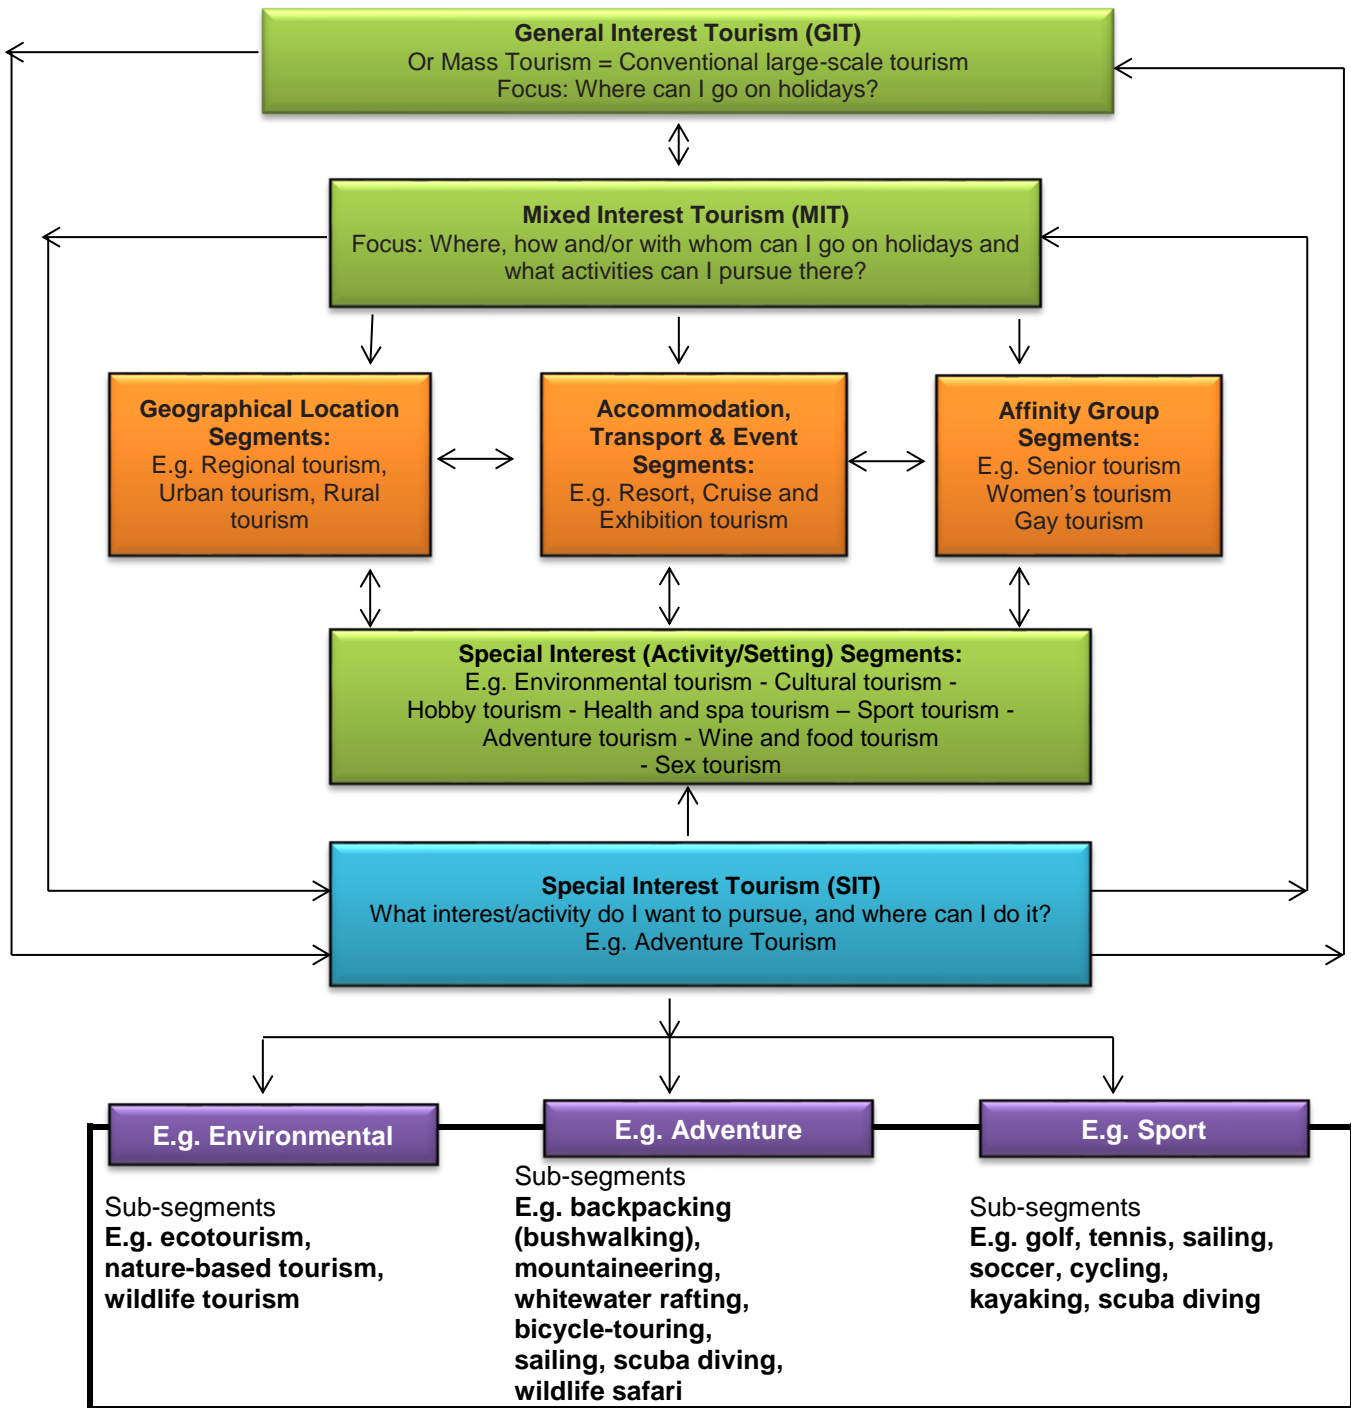 General Interest Tourism (GIT)
Or Mass Tourism = Conventional large-scale tourism
Focus: Where can I go on holidays?
Mixed Interest Tourism (MIT)
Focus: Where, how and/or with whom can I go on holidays and
what activities can I pursue there?
Geographical Location
Segments:
E.g. Regional tourism,
Urban tourism, Rural
tourism
Accommodation,
Transport & Event
Segments:
E.g. Resort, Cruise and
Exhibition tourism
Affinity Group
Segments:
E.g. Senior tourism
Women’s tourism
Gay tourism
Special Interest (Activity/Setting) Segments:
E.g. Environmental tourism - Cultural tourism -
Hobby tourism - Health and spa tourism – Sport tourism -
Adventure tourism - Wine and food tourism
- Sex tourism
Special Interest Tourism (SIT)
What interest/activity do I want to pursue, and where can I do it?
E.g. Adventure Tourism
E.g. Environmental
Sub-segments
E.g. ecotourism,
nature-based tourism,
wildlife tourism
E.g. Adventure
Sub-segments
E.g. backpacking
(bushwalking),
mountaineering,
whitewater rafting,
bicycle-touring,
sailing, scuba diving,
wildlife safari
E.g. Sport
Sub-segments
E.g. golf, tennis, sailing,
soccer, cycling,
kayaking, scuba diving